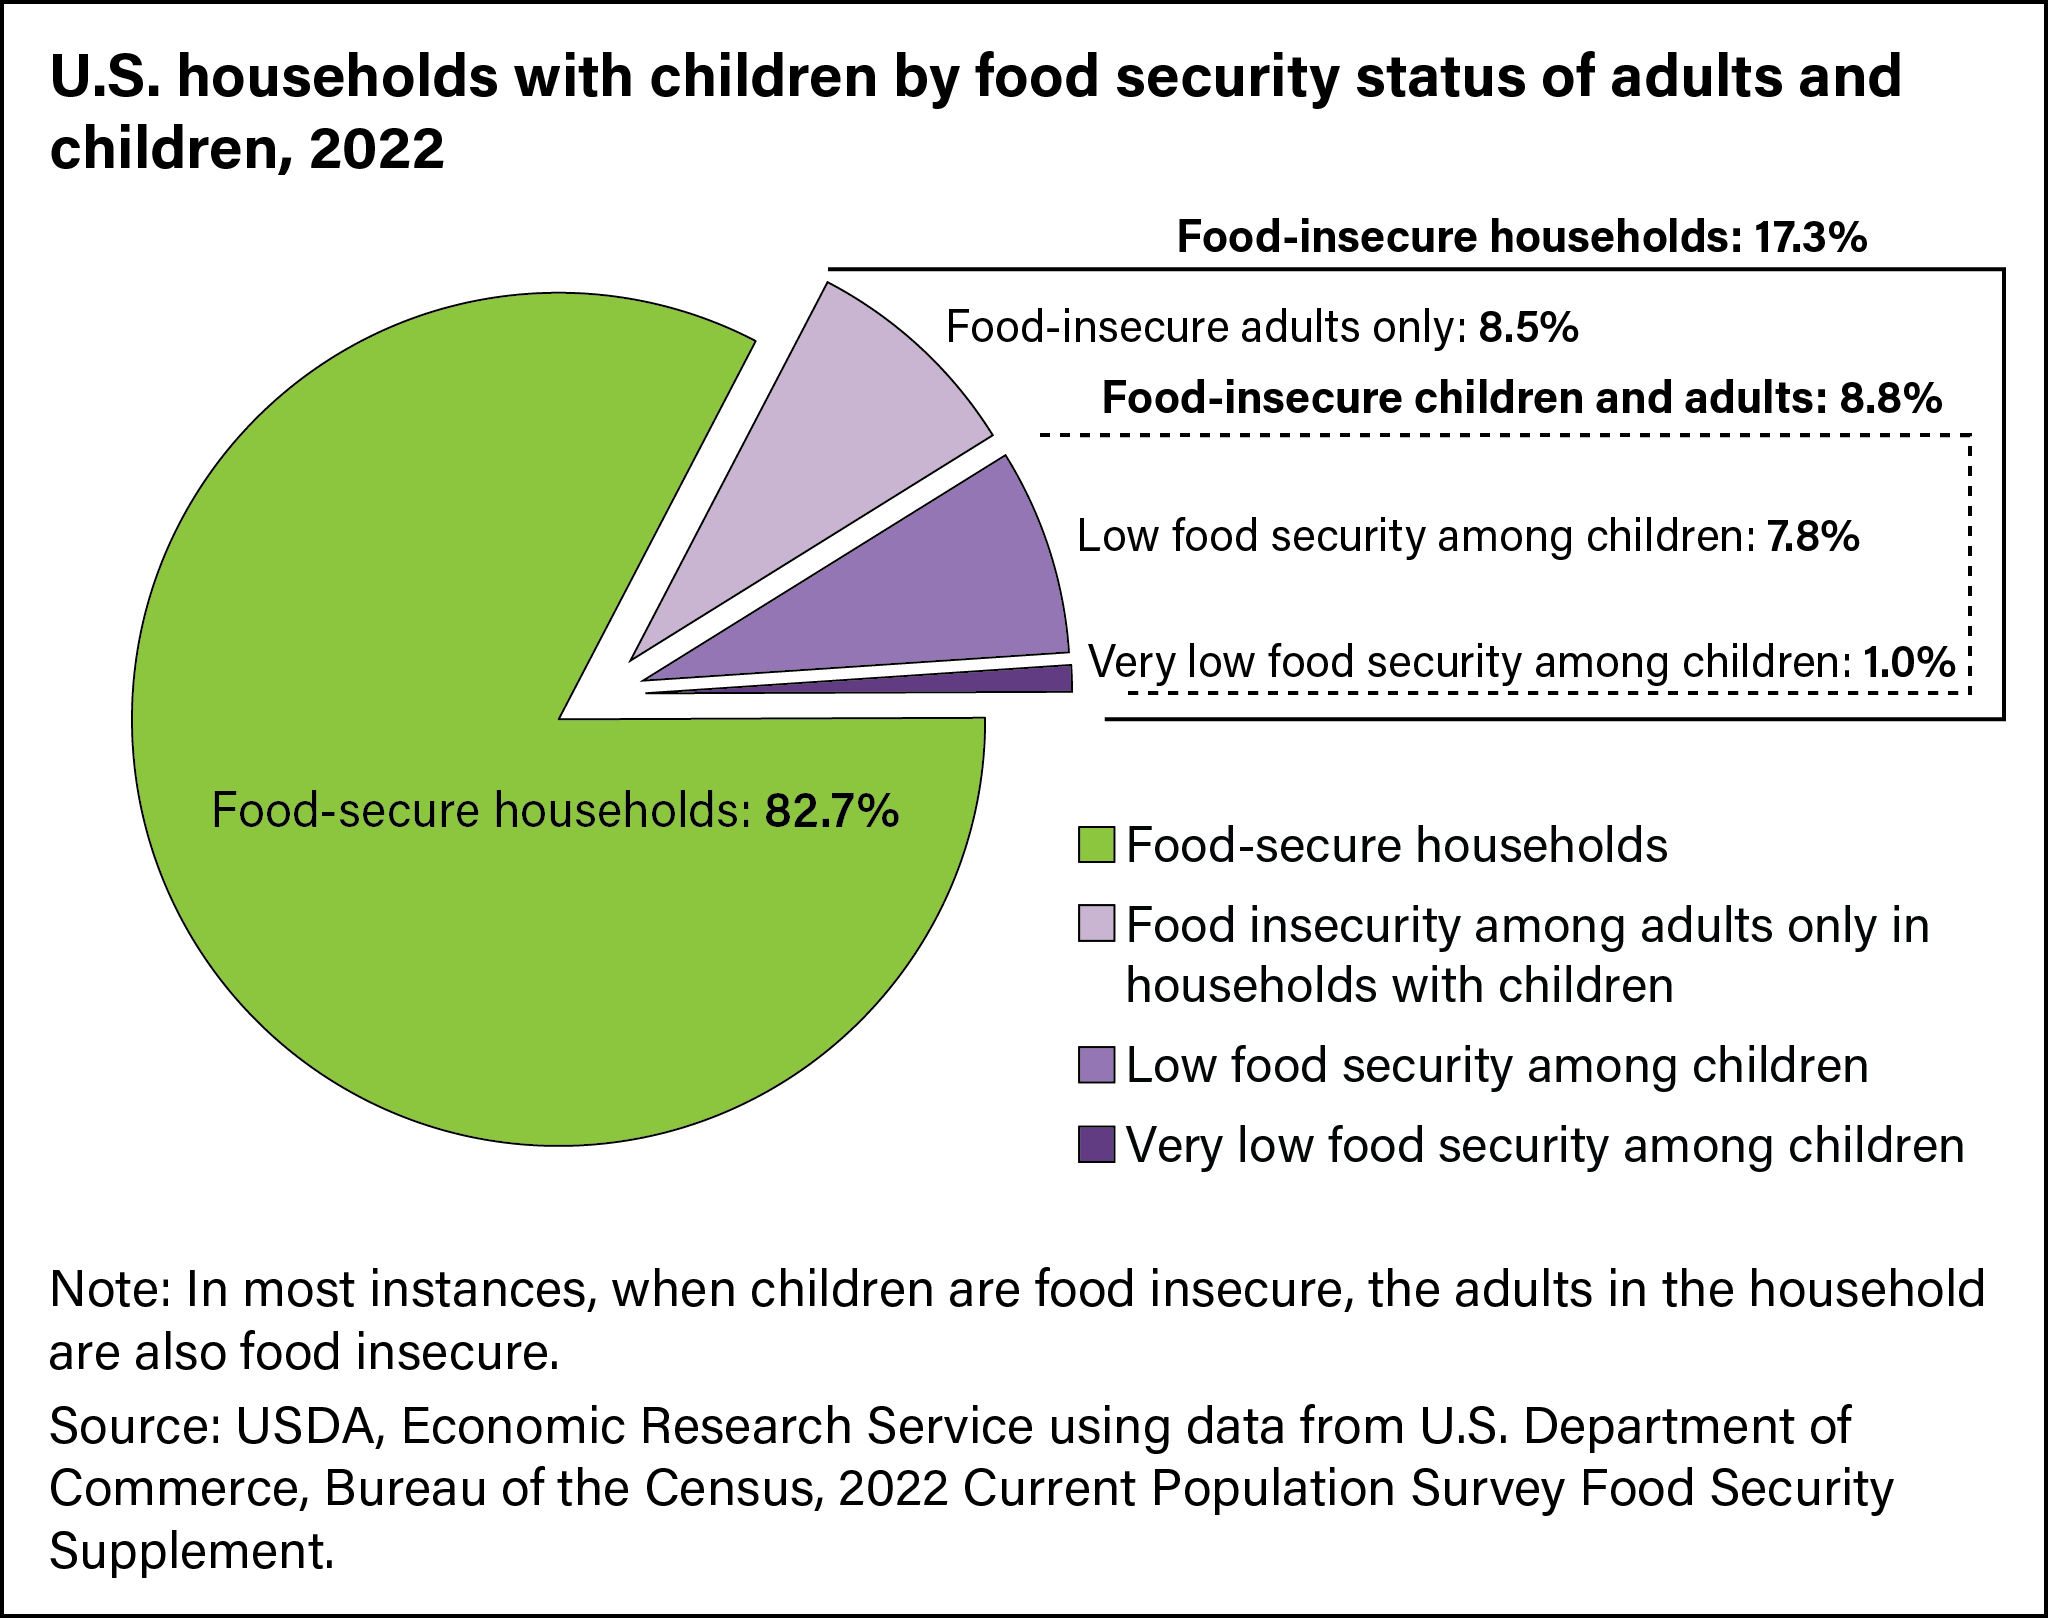 U.S. households with children by food security status of adults and
children, 2022
Food-insecure households: 17.3%
Food-insecure adults only: 8.5%
Food-insecure children and adults: 8.8%
Low food security among children: 7.8%
Very low food security among children: 1.0%
Food-secure households: 82.7%
Food-secure households
Food insecurity among adults only in
households with children
Low food security among children
Very low food security among children
Note: In most instances, when children are food insecure, the adults in the household
are also food insecure.
Source: USDA, Economic Research Service using data from U.S. Department of
Commerce, Bureau of the Census, 2022 Current Population Survey Food Security
Supplement.